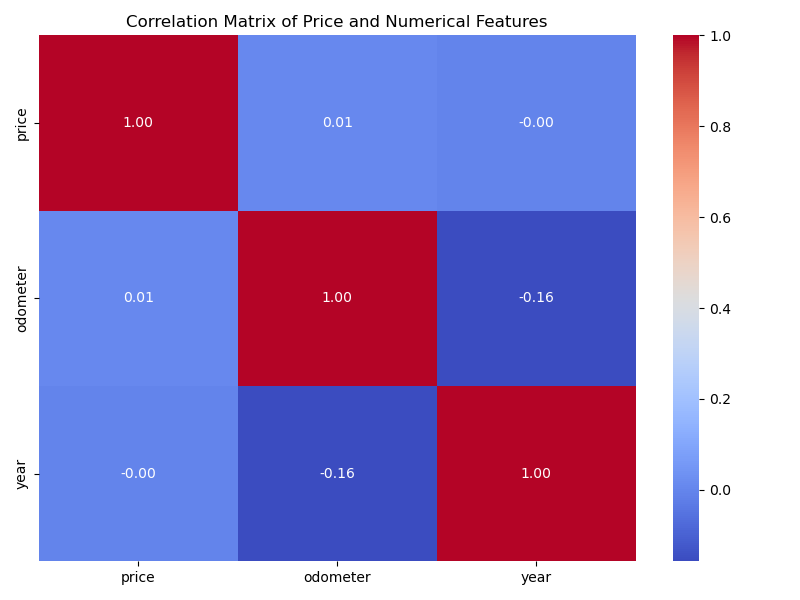 Correlation Matrix of Price and Numerical Features
price
1.00
0.01
-0.00
odometer
0.01
1.00
-0.16
year
-0.00
-0.16
1.00
price
odometer
year
1.0
0.8
0.6
0.4
0.2
0.0